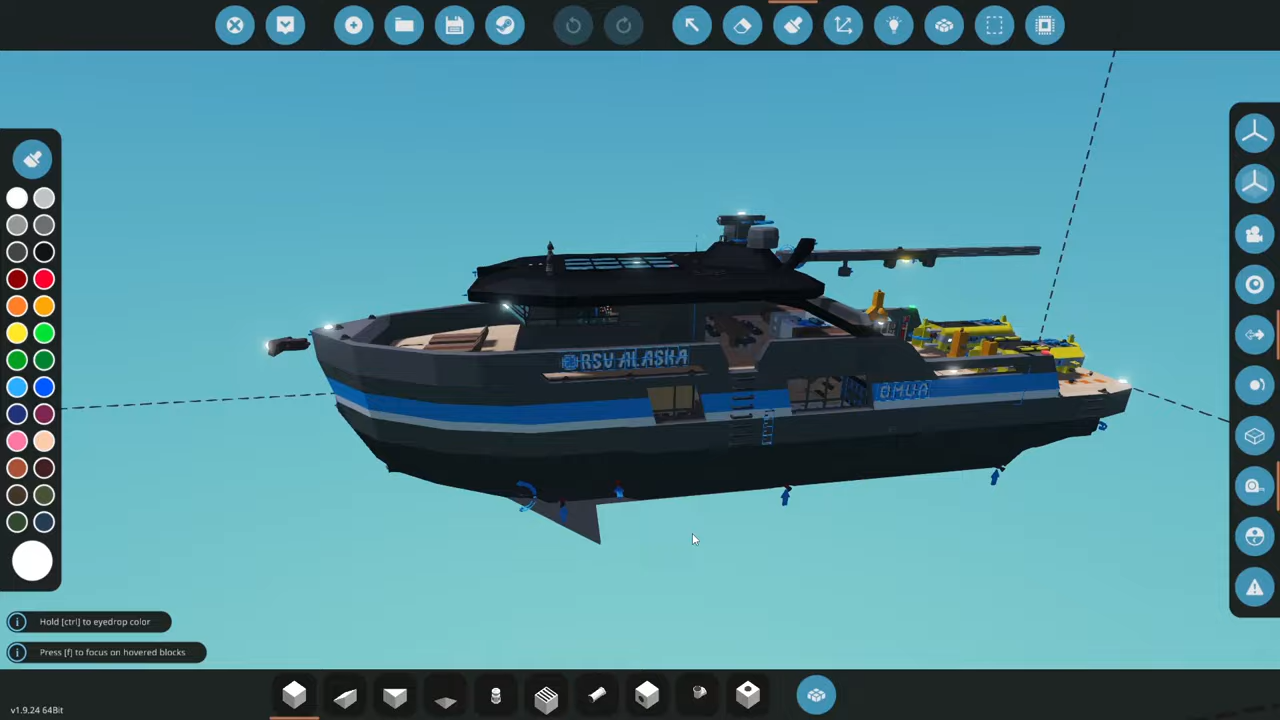 RSV ALASKA
OMUA
Hold [ctrl] to eyedrop color
Press [f] to focus on hovered blocks
v1.9.24 64Bit